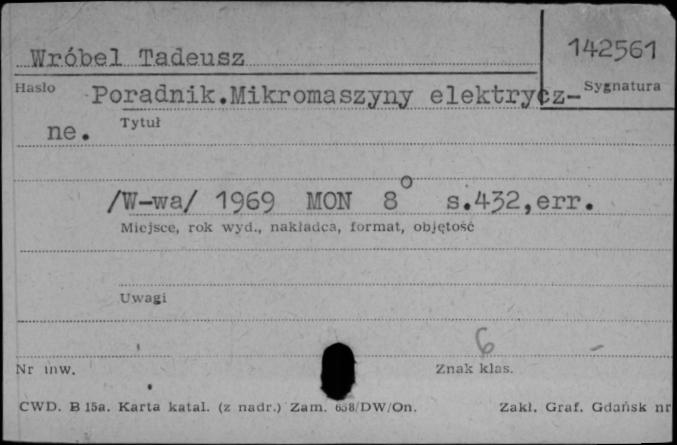 Wróbel Tadeusz
142561
Hasło
Sygnatura
Poradnik.Mikromaszyny elektrycz-
ne.
Tytuł
/W-wa/ 1969 MON 8° s.432,err.
Miejsce, rok wyd., nakładca, format, objętość
Uwagi
6
Nr inw.
Znak klas.
CWD. B 15a. Karta katal. (z nadr.) Zam. 658/DW/On.
Zakł. Graf. Gdańsk nr